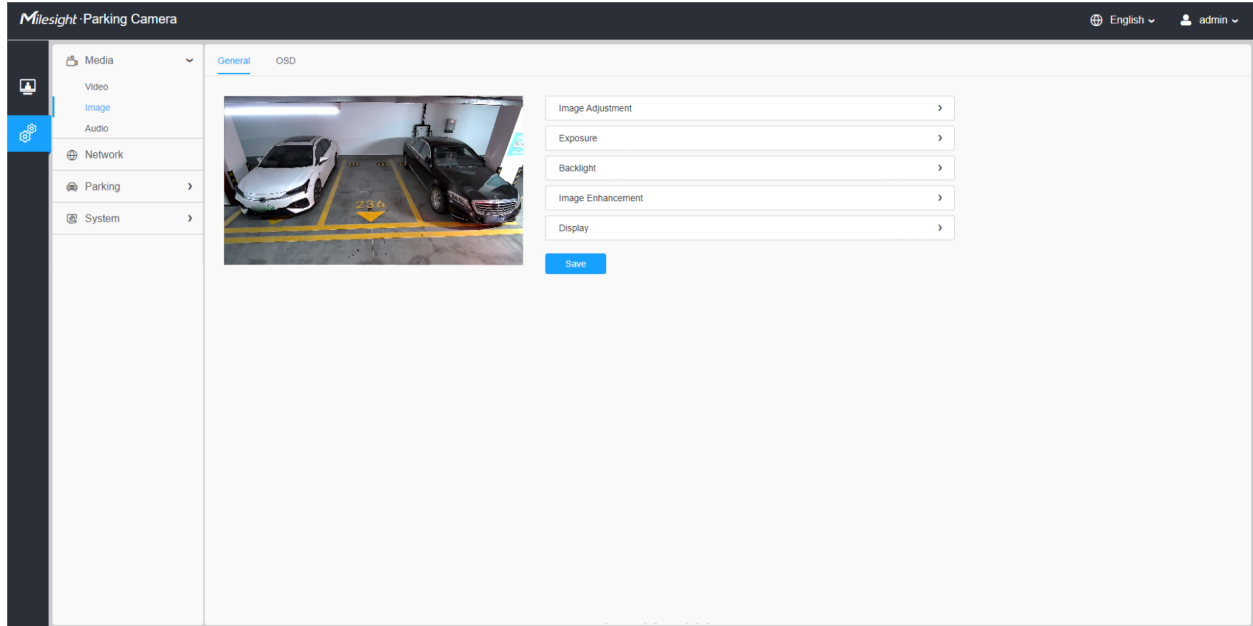 Milesight·Parking Camera
English
admin
Media
Video
Image
Audio
Network
Parking
System
General
OSD
236
Image Adjustment
Exposure
Backlight
Image Enhancement
Display
Save